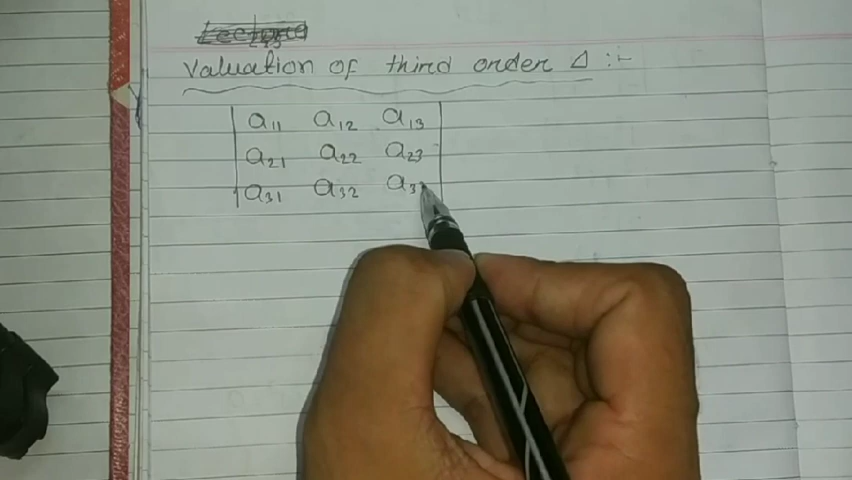 Valuation of third order Δ :-
a11 a12 a13
a21 a22 a23
a31 a32 a3